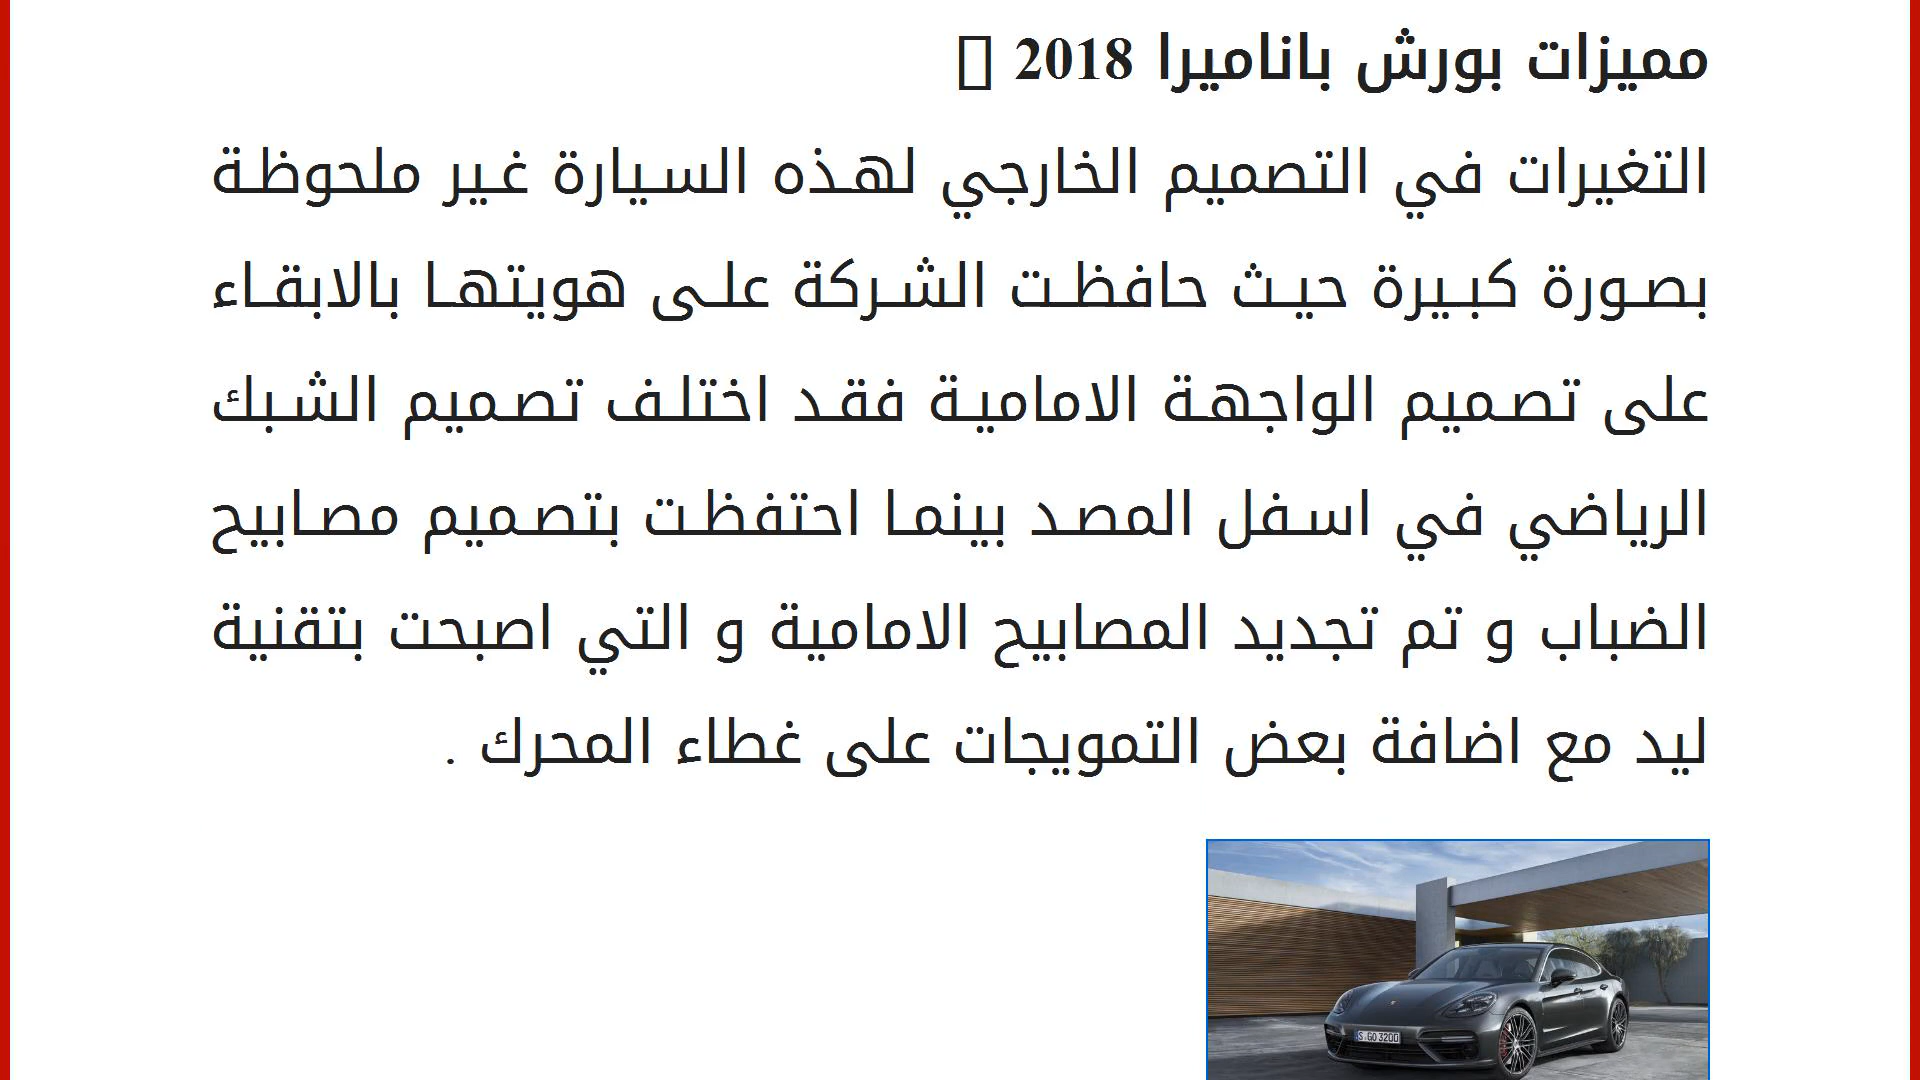 مميزات بورش باناميرا 2018
التغيرات في التصميم الخارجي لهذه السيارة غير ملحوظة
بصورة كبيرة حيث حافظت الشركة على هويتها بالابقاء
على تصميم الواجهة الامامية فقد اختلف تصميم الشبك
الرياضي في اسفل المصد بينما احتفظت بتصميم مصابيح
الضباب و تم تجديد المصابيح الامامية و التي اصبحت بتقنية
ليد مع اضافة بعض التمويجات على غطاء المحرك .
S.GO 3200